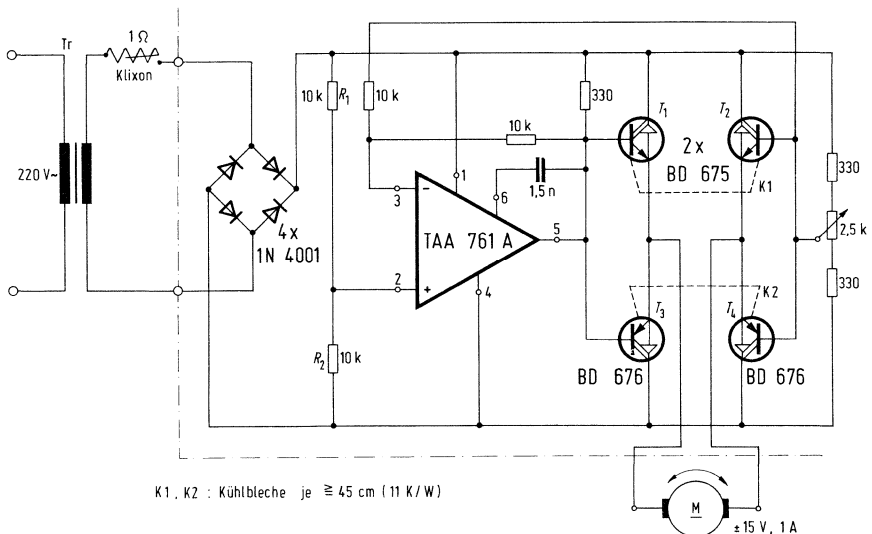 Tr
1 Ω
Klixon
220 V~
4x
1N 4001
10 k
R1
10 k
10 k
330
1,5 n
1
3
6
5
2
4
−
+
TAA 761 A
R2
10 k
T1
T2
2x
BD 675
K1
330
2,5 k
330
K2
T3
T4
BD 676
BD 676
K1, K2 : Kühlbleche je ≧ 45 cm (11 K/W)
M
±15 V, 1 A